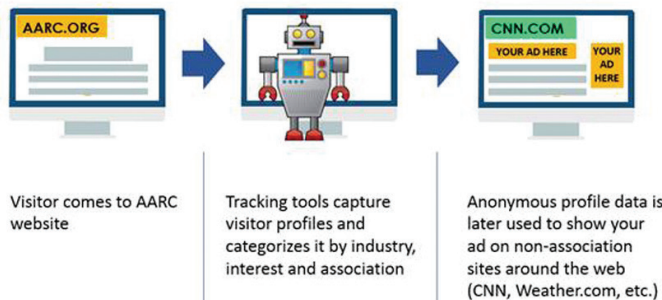 AARC.ORG
CNN.COM
YOUR AD HERE
YOUR
AD
HERE
Visitor comes to AARC
website
Tracking tools capture
visitor profiles and
categorizes it by industry,
interest and association
Anonymous profile data is
later used to show your
ad on non-association
sites around the web
(CNN, Weather.com, etc.)